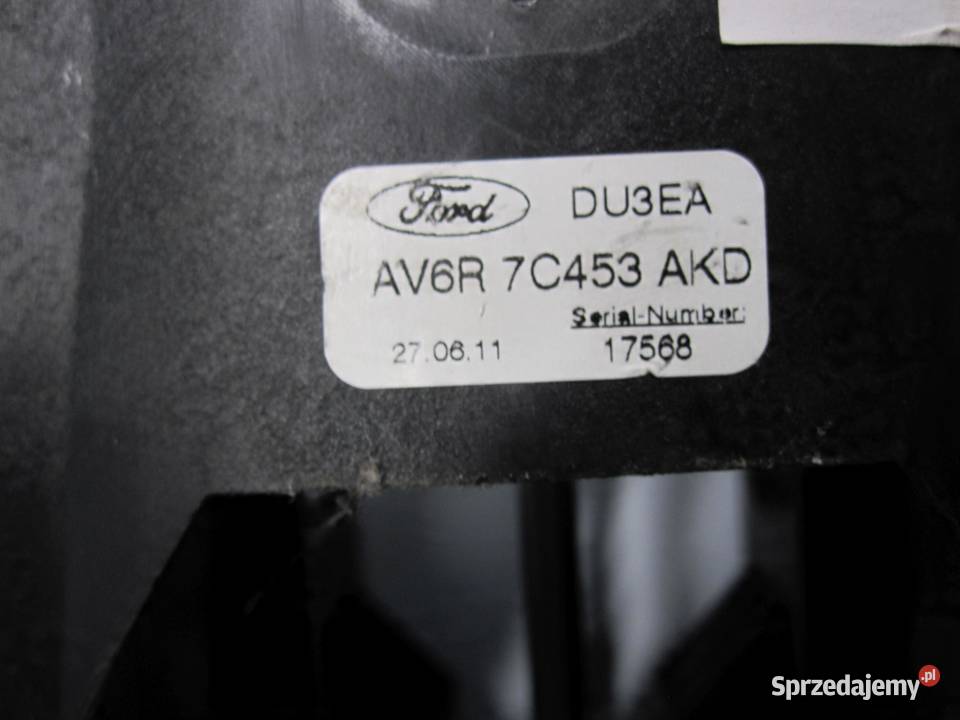 Ford DU3EA
AV6R 7C453 AKD
Serial-Number:
27.06.11 17568
Sprzedajemy.pl